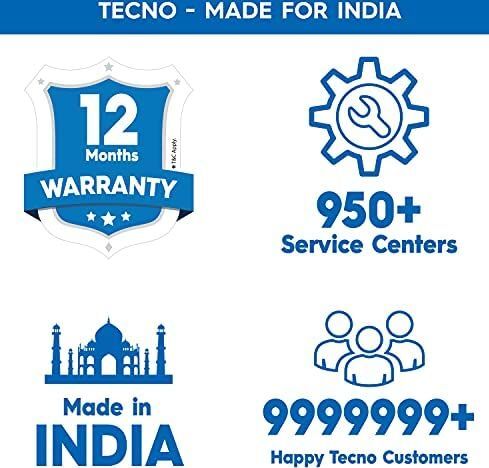 TECNO - MADE FOR INDIA
12
Months
WARRANTY
*T&C Apply.
950+
Service Centers
Made in
INDIA
9999999+
Happy Tecno Customers